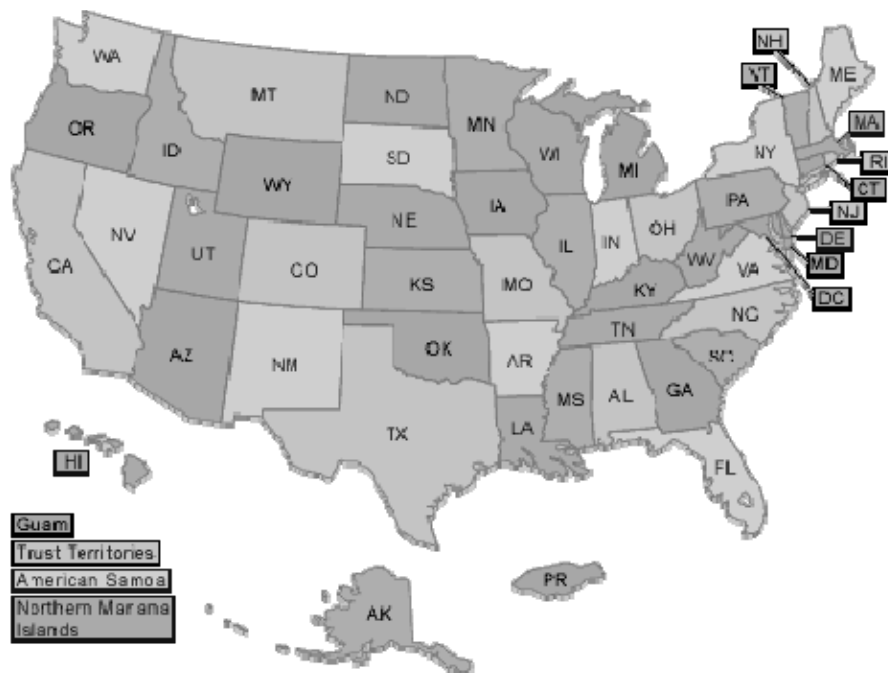 WA
MT
ND
MN
NH
VT
ME
OR
ID
SD
WI
MI
NY
MA
RI
CT
WY
IA
PA
NJ
NV
NE
IL
IN
OH
DE
CA
UT
CO
KS
MO
WV
VA
MD
KY
DC
NC
TN
AZ
NM
OK
AR
SC
MS
AL
GA
TX
LA
HI
FL
Guam
Trust Territories
American Samoa
PR
Northern Mariana
Islands
AK